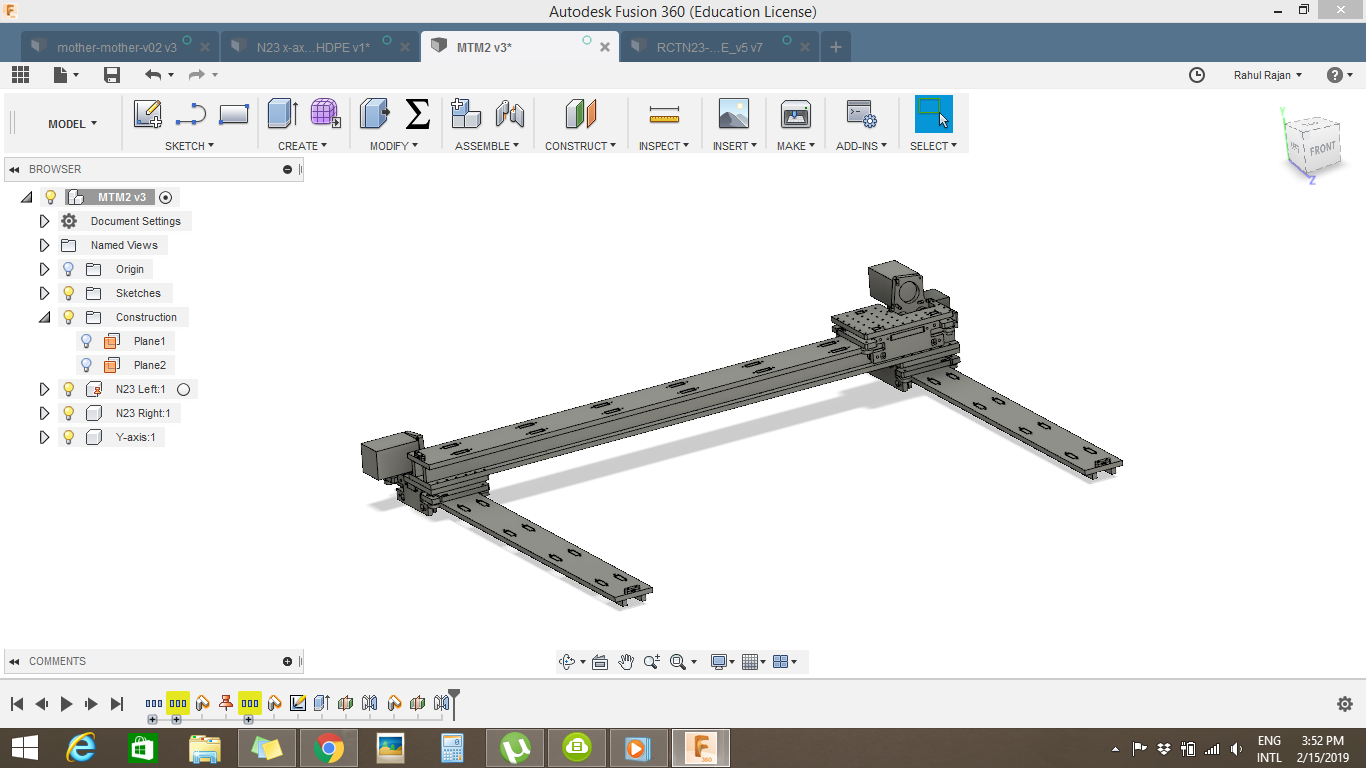 Autodesk Fusion 360 (Education License)
mother-mother-v02 v3
N23 x-ax...HDPE v1*
MTM2 v3*
RCTN23-...E_v5 v7
Rahul Rajan
MODEL
SKETCH
CREATE
MODIFY
ASSEMBLE
CONSTRUCT
INSPECT
INSERT
MAKE
ADD-INS
SELECT
Y
FRONT
Z
BROWSER
MTM2 v3
Document Settings
Named Views
Origin
Sketches
Construction
Plane1
Plane2
N23 Left:1
N23 Right:1
Y-axis:1
COMMENTS
ENG
INTL
3:52 PM
2/15/2019